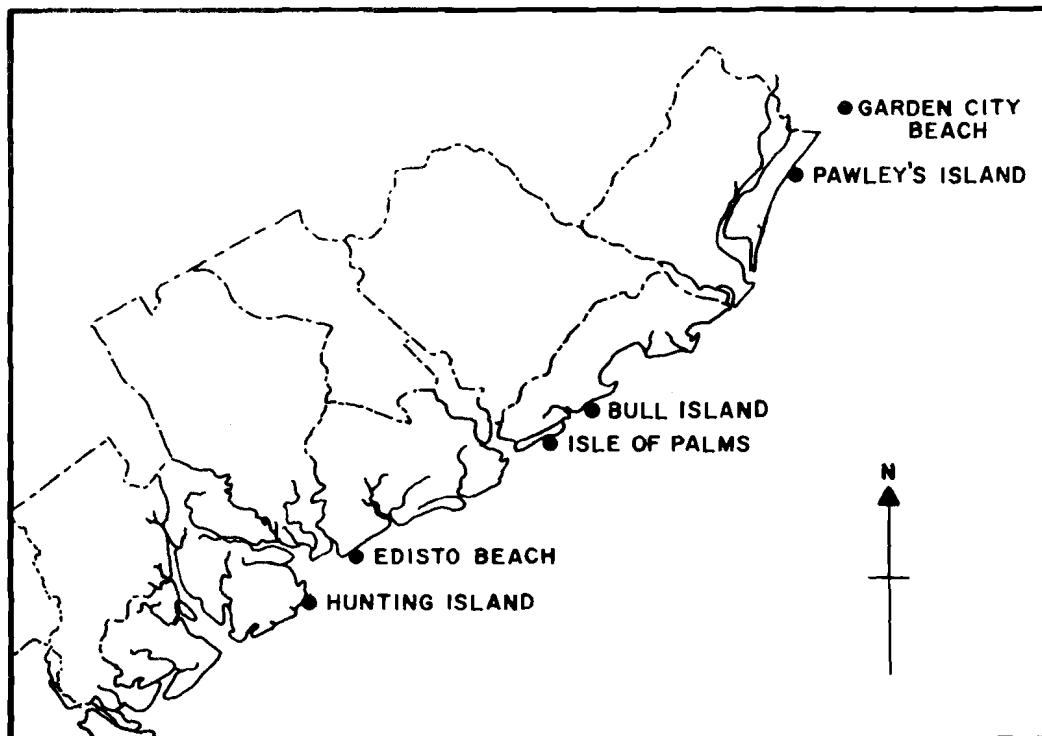 GARDEN CITY
BEACH
PAWLEY'S ISLAND
BULL ISLAND
ISLE OF PALMS
N
EDISTO BEACH
HUNTING ISLAND